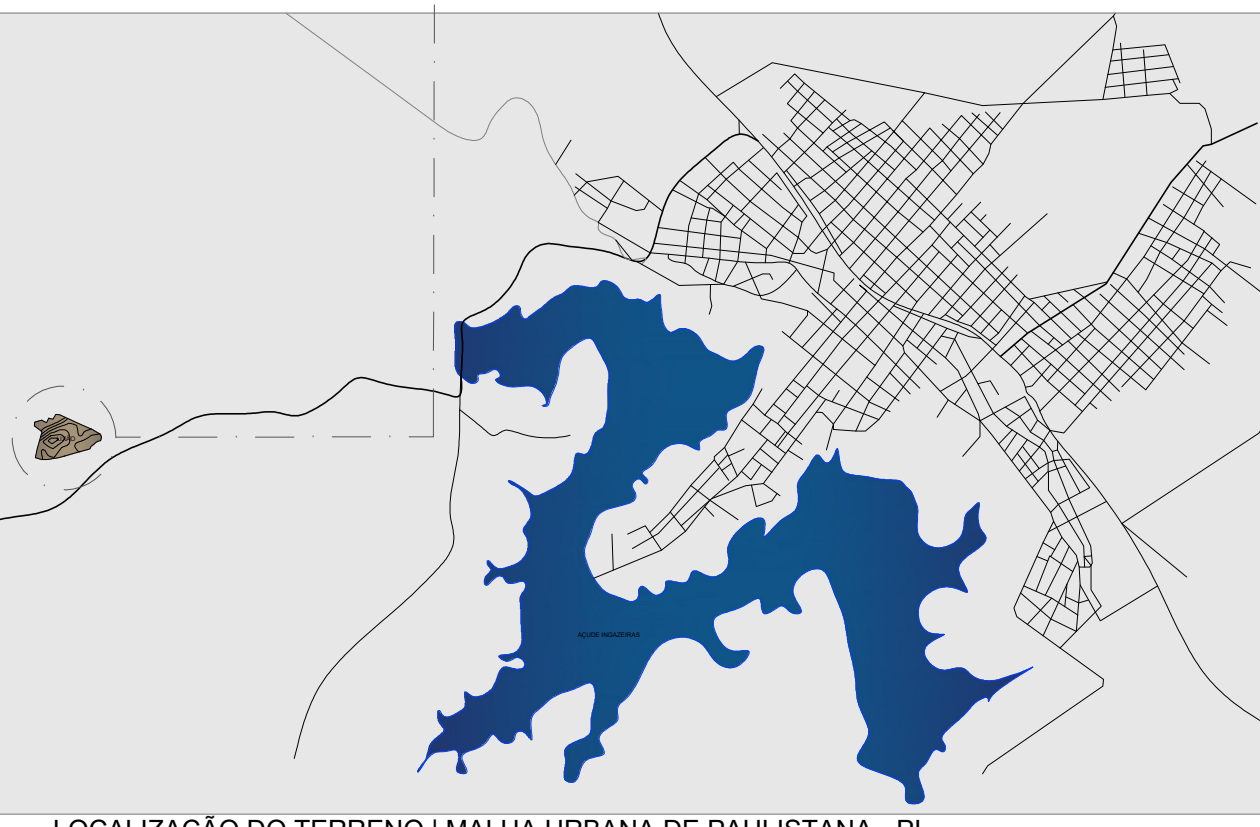 AÇUDE INGAZEIRAS
LOCALIZAÇÃO DO TERRENO | MALHA URBANA DE PAULISTANA - PI